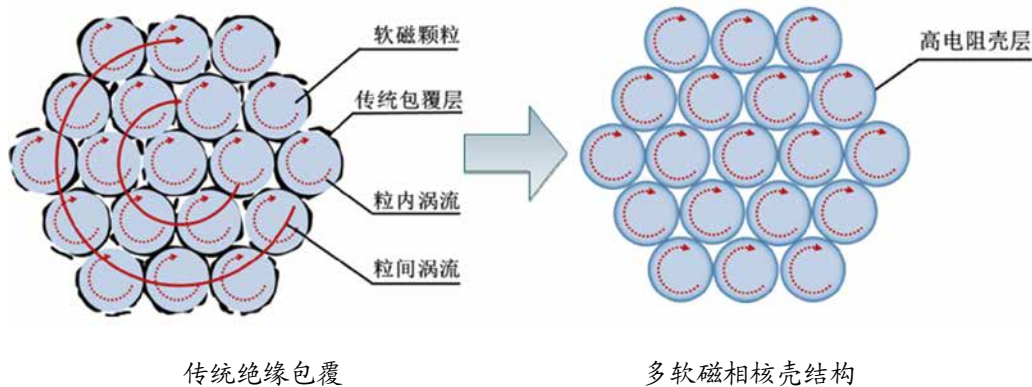 软磁颗粒
传统包覆层
粒内涡流
粒间涡流
高电阻壳层
传统绝缘包覆
多软磁相核壳结构